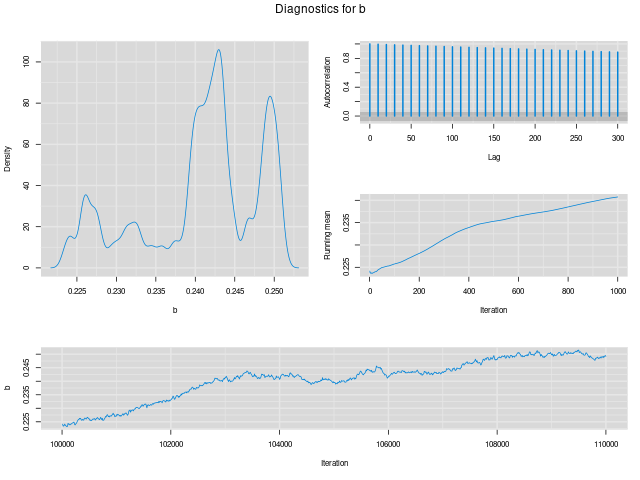 Diagnostics for b
Density
0 20 40 60 80 100
0.225 0.230 0.235 0.240 0.245 0.250
b
Autocorrelation
0.0 0.4 0.8
0 50 100 150 200 250 300
Lag
Running mean
0.225 0.235
0 200 400 600 800 1000
Iteration
b
0.225 0.235 0.245
100000 102000 104000 106000 108000 110000
Iteration